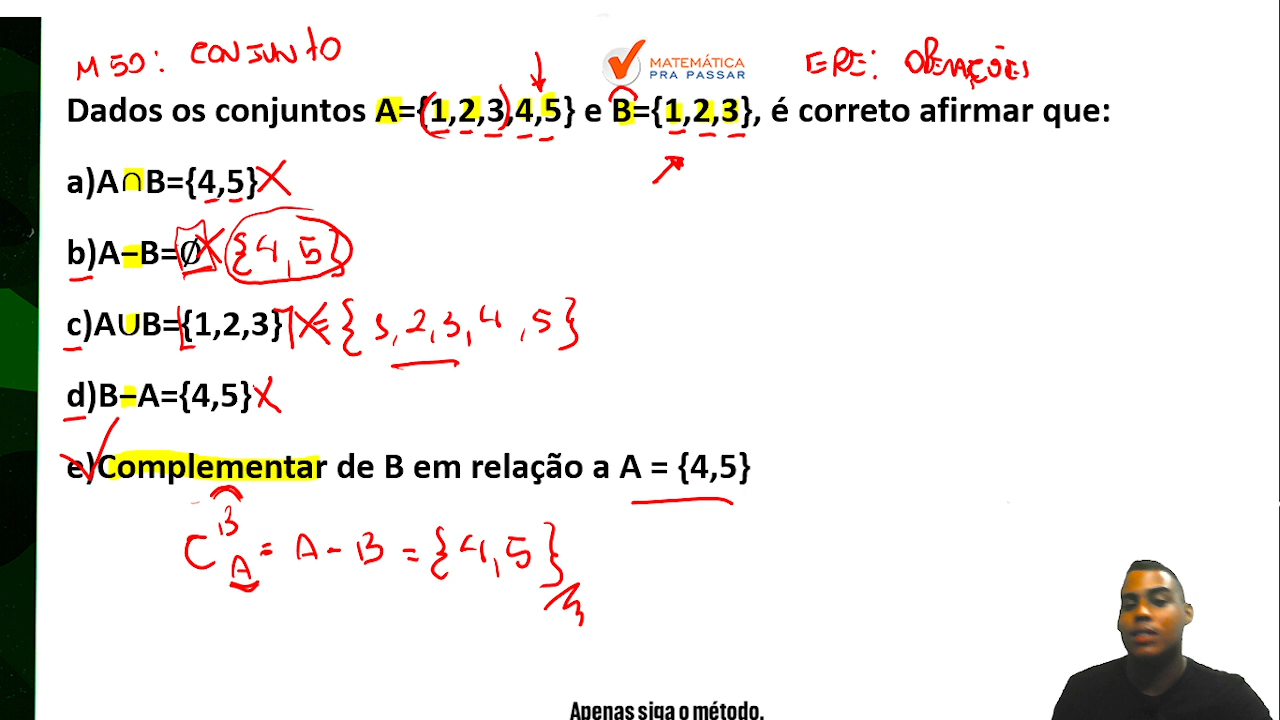 M50: CONJUNTO
MATEMÁTICA
PRA PASSAR
ERE: OPERAÇÕES
Dados os conjuntos A={1,2,3,4,5} e B={1,2,3}, é correto afirmar que:
a)A∩B={4,5}X
b)A–B=∅X {4,5}
c)A∪B={1,2,3}X={1,2,3,4,5}
d)B–A={4,5}X
e)Complementar de B em relação a A = {4,5}
C B A = A - B = {4,5}
Apenas siga o método.